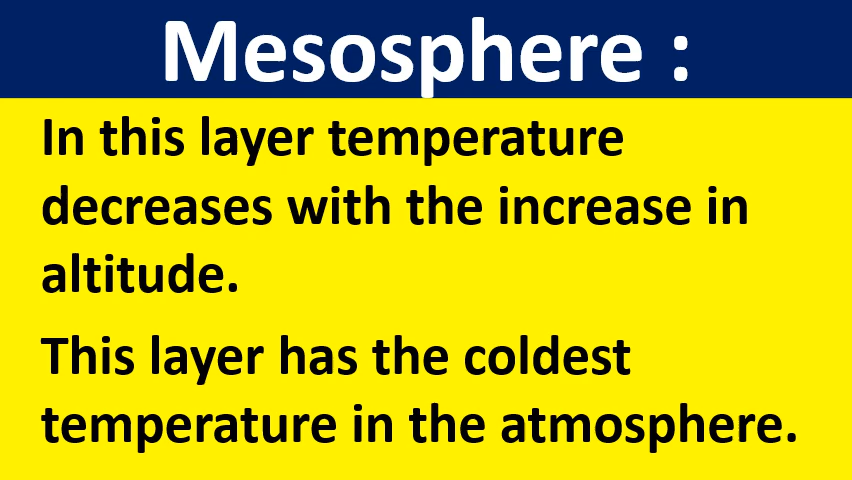 Mesosphere :
In this layer temperature
decreases with the increase in
altitude.
This layer has the coldest
temperature in the atmosphere.